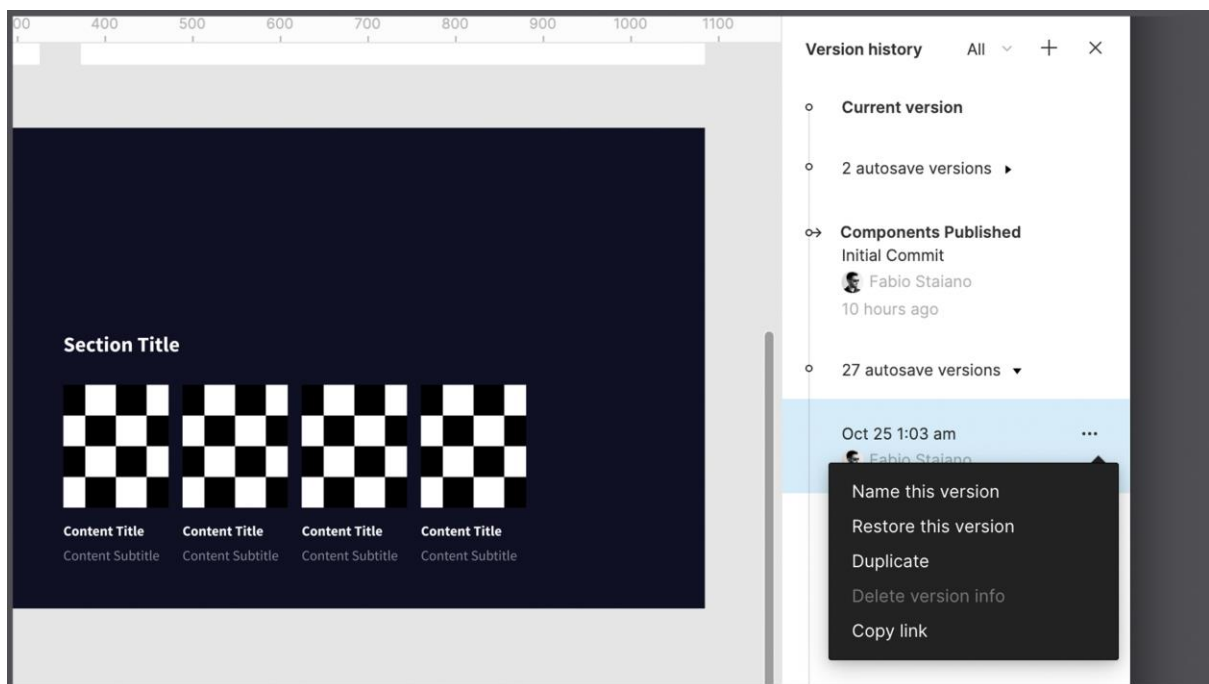 00 400 500 600 700 800 900 1000 1100
Version history All
Current version
2 autosave versions
Components Published
Initial Commit
Fabio Staiano
10 hours ago
Section Title
27 autosave versions
Oct 25 1:03 am
Fabio Staiano
Name this version
Restore this version
Duplicate
Delete version info
Copy link
Content Title Content Title Content Title Content Title
Content Subtitle Content Subtitle Content Subtitle Content Subtitle